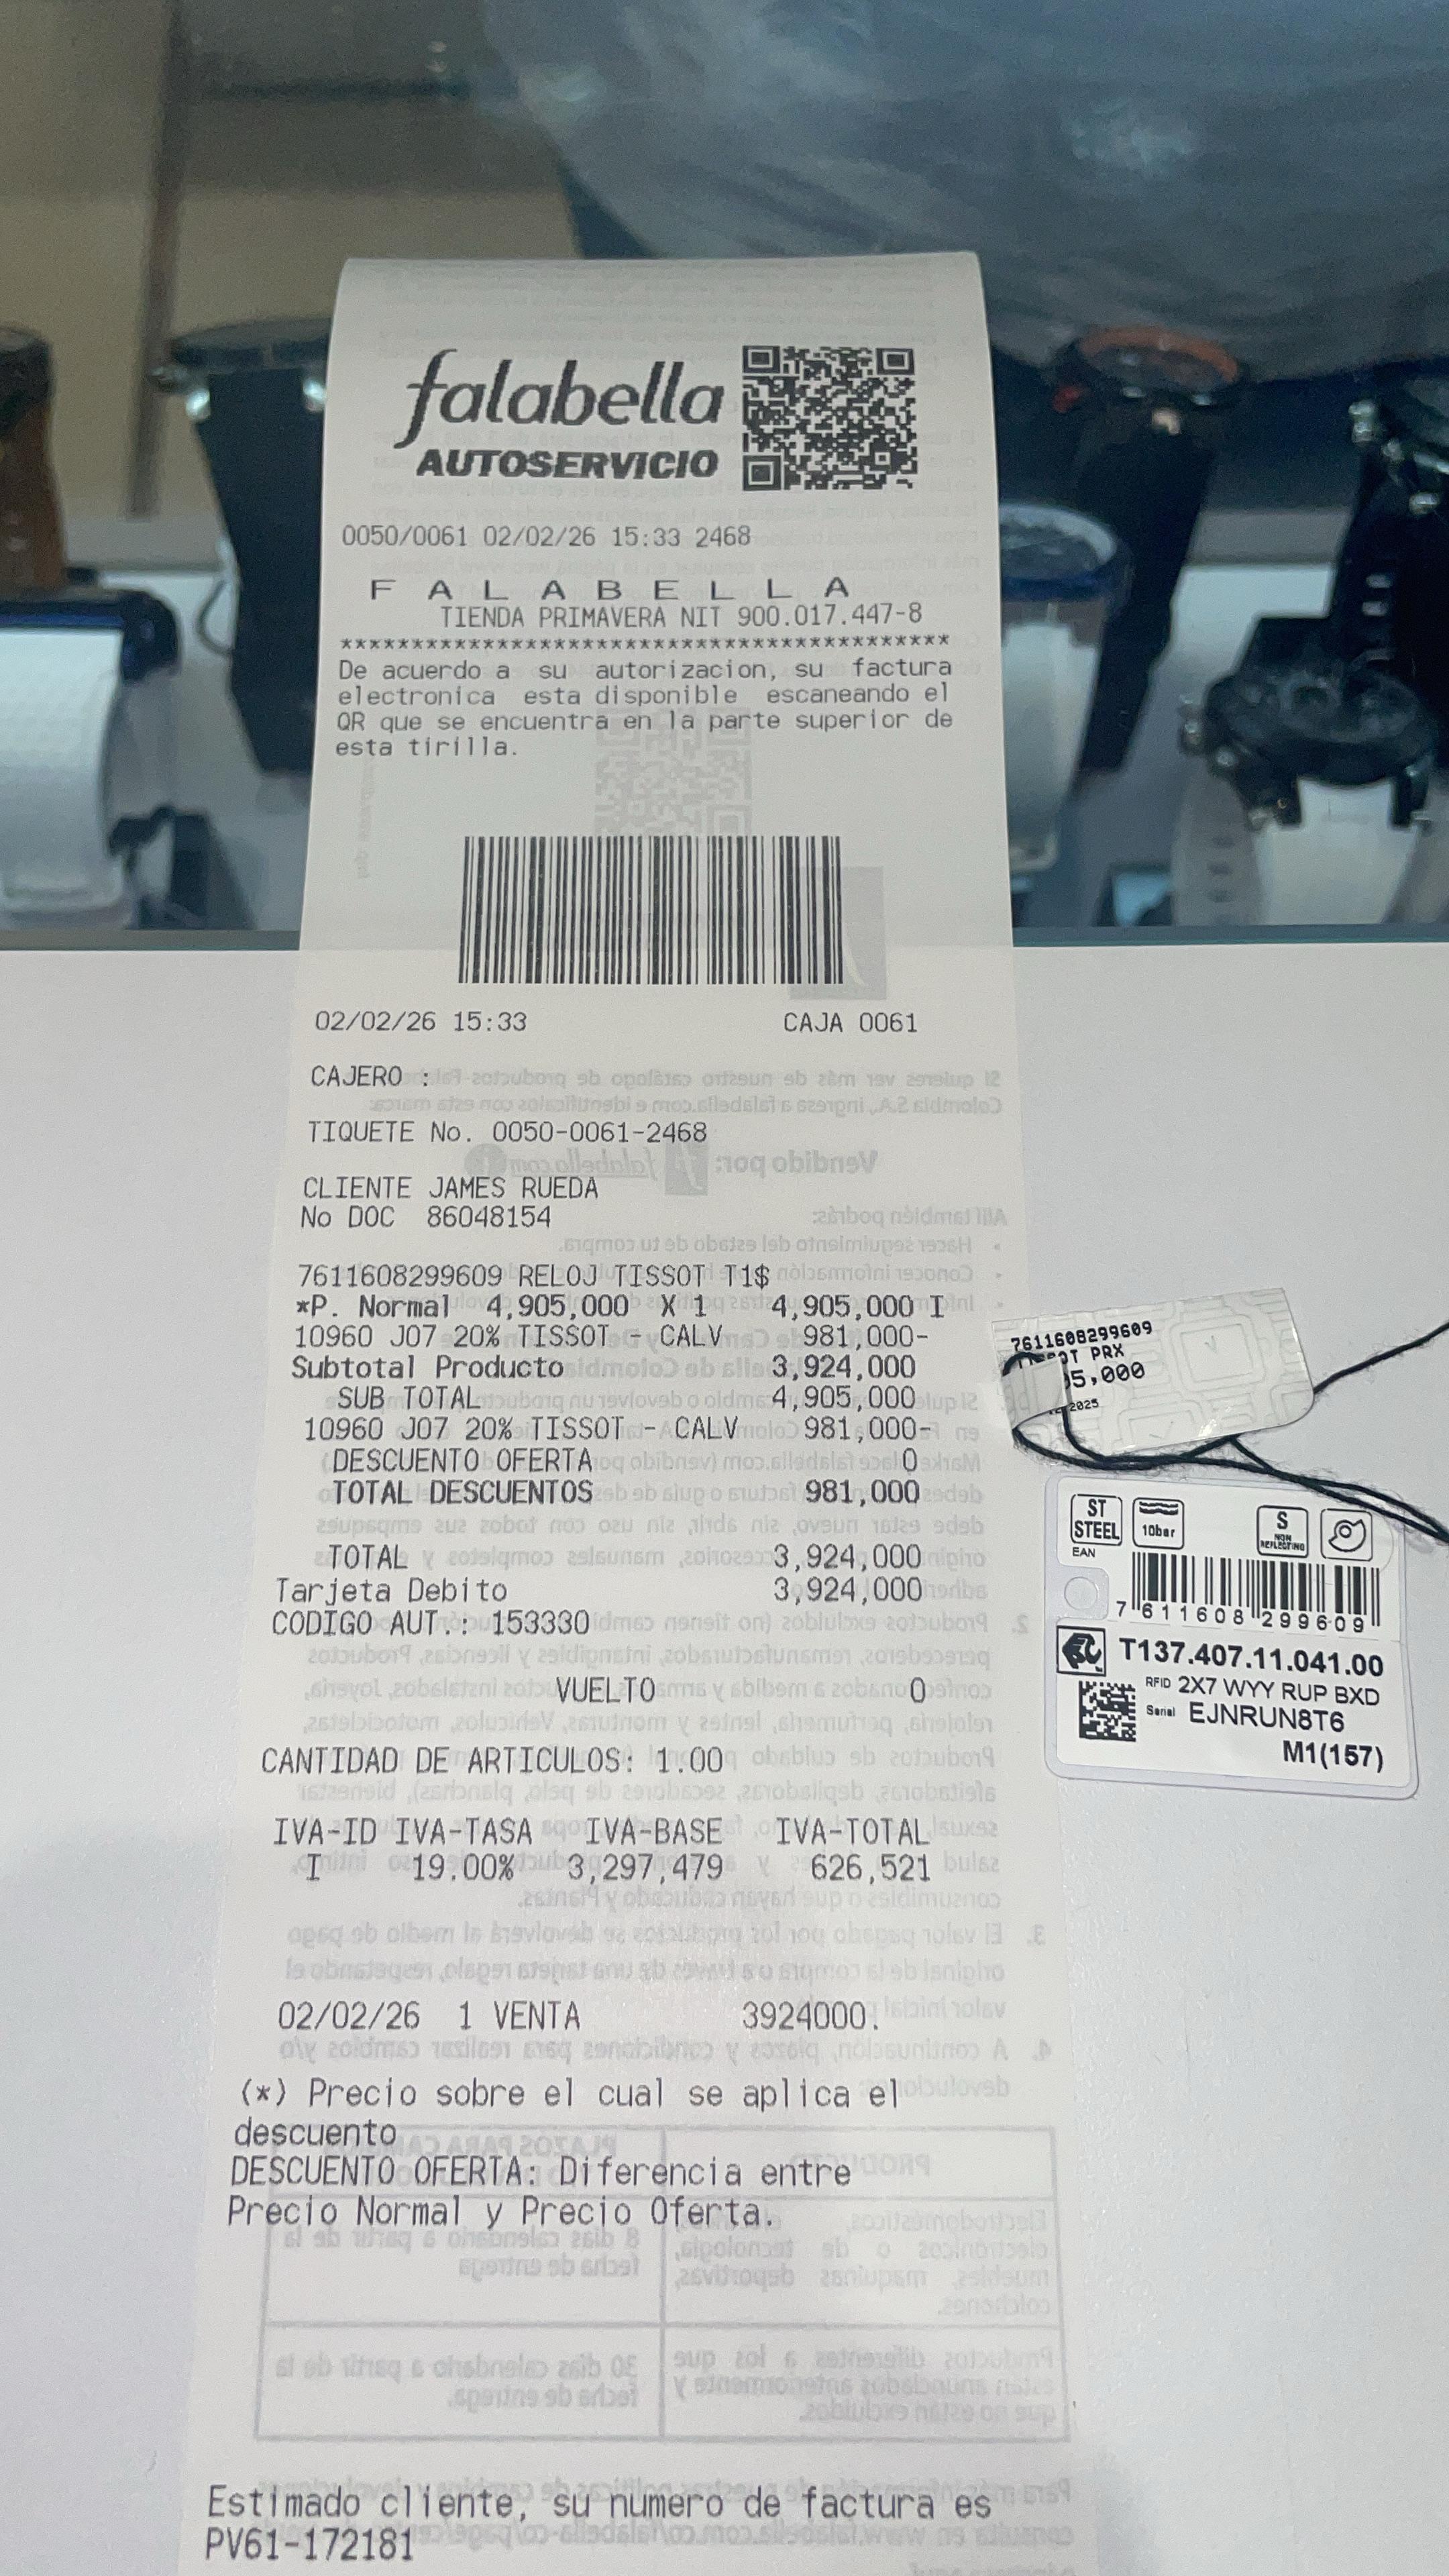 falabella
AUTOSERVICIO
0050/0061 02/02/26 15:33 2468
F A L A B E L L A
TIENDA PRIMAVERA NIT 900.017.447-8
*******************************************
De acuerdo a su autorizacion, su factura
electronica esta disponible escaneando el
QR que se encuentra en la parte superior de
esta tirilla.
02/02/26 15:33 CAJA 0061
CAJERO :
TIQUETE No. 0050-0061-2468
CLIENTE JAMES RUEDA
No DOC 86048154
7611608299609 RELOJ TISSOT T1$
*P. Normal 4,905,000 X 1 4,905,000 I
10960 J07 20% TISSOT - CALV 981,000-
Subtotal Producto 3,924,000
SUB TOTAL 4,905,000
10960 J07 20% TISSOT - CALV 981,000-
DESCUENTO OFERTA 0
TOTAL DESCUENTOS 981,000
TOTAL 3,924,000
Tarjeta Debito 3,924,000
CODIGO AUT.: 153330
VUELTO 0
CANTIDAD DE ARTICULOS: 1.00
IVA-ID IVA-TASA IVA-BASE IVA-TOTAL
I 19.00% 3,297,479 626,521
02/02/26 1 VENTA 3924000.
(*) Precio sobre el cual se aplica el
descuento
DESCUENTO OFERTA: Diferencia entre
Precio Normal y Precio Oferta.
Estimado cliente, su numero de factura es
PV61-172181
7611608299609
PRX
5,000
2025
ST
STEEL
10bar
S
NON
REFLECTING
EAN
7 611608 299609
T137.407.11.041.00
RFID 2X7 WYY RUP BXD
Serial EJNRUN8T6
M1(157)